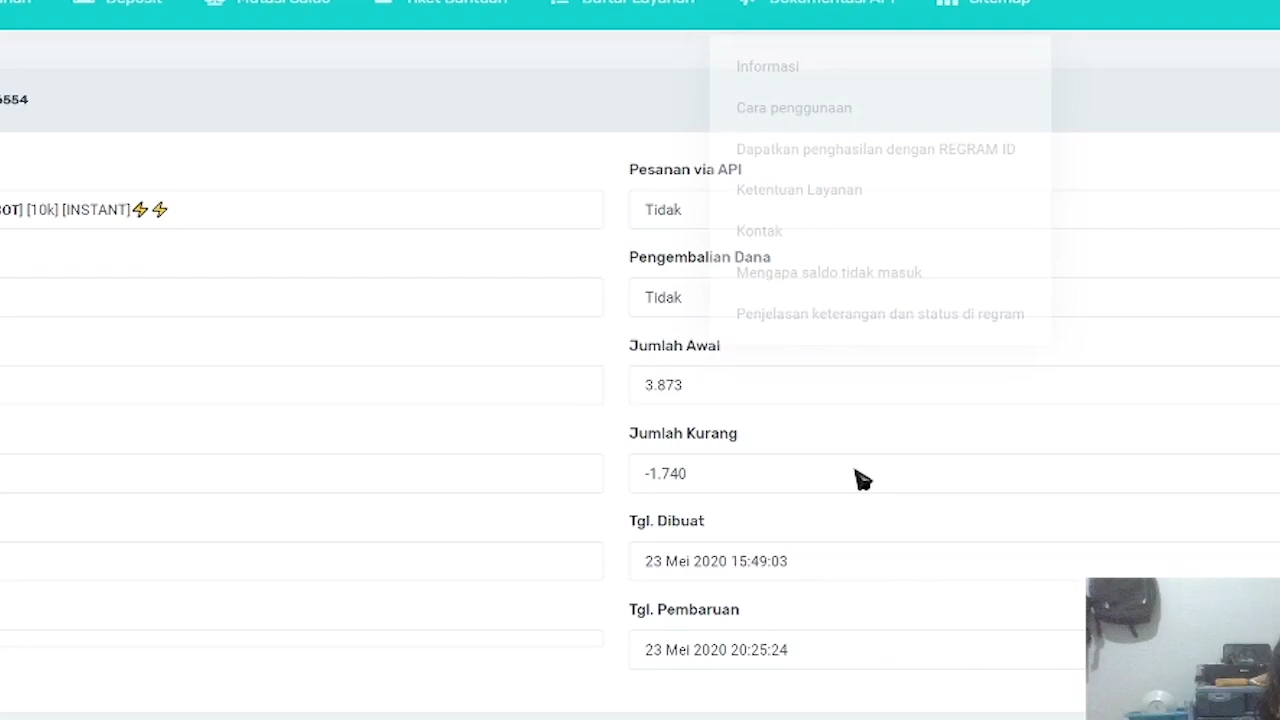 Deposit
Mutasi Saldo
Tiket Bantuan
Daftar Layanan
Dokumentasi API
Sitemap
6554
Informasi
Cara penggunaan
Dapatkan penghasilan dengan REGRAM ID
Pesanan via API
Ketentuan Layanan
[10k] [INSTANT]⚡⚡
Tidak
Kontak
Pengembalian Dana
Mengapa saldo tidak masuk
Tidak
Penjelasan keterangan dan status di regram
Jumlah Awal
3.873
Jumlah Kurang
-1.740
Tgl. Dibuat
23 Mei 2020 15:49:03
Tgl. Pembaruan
23 Mei 2020 20:25:24